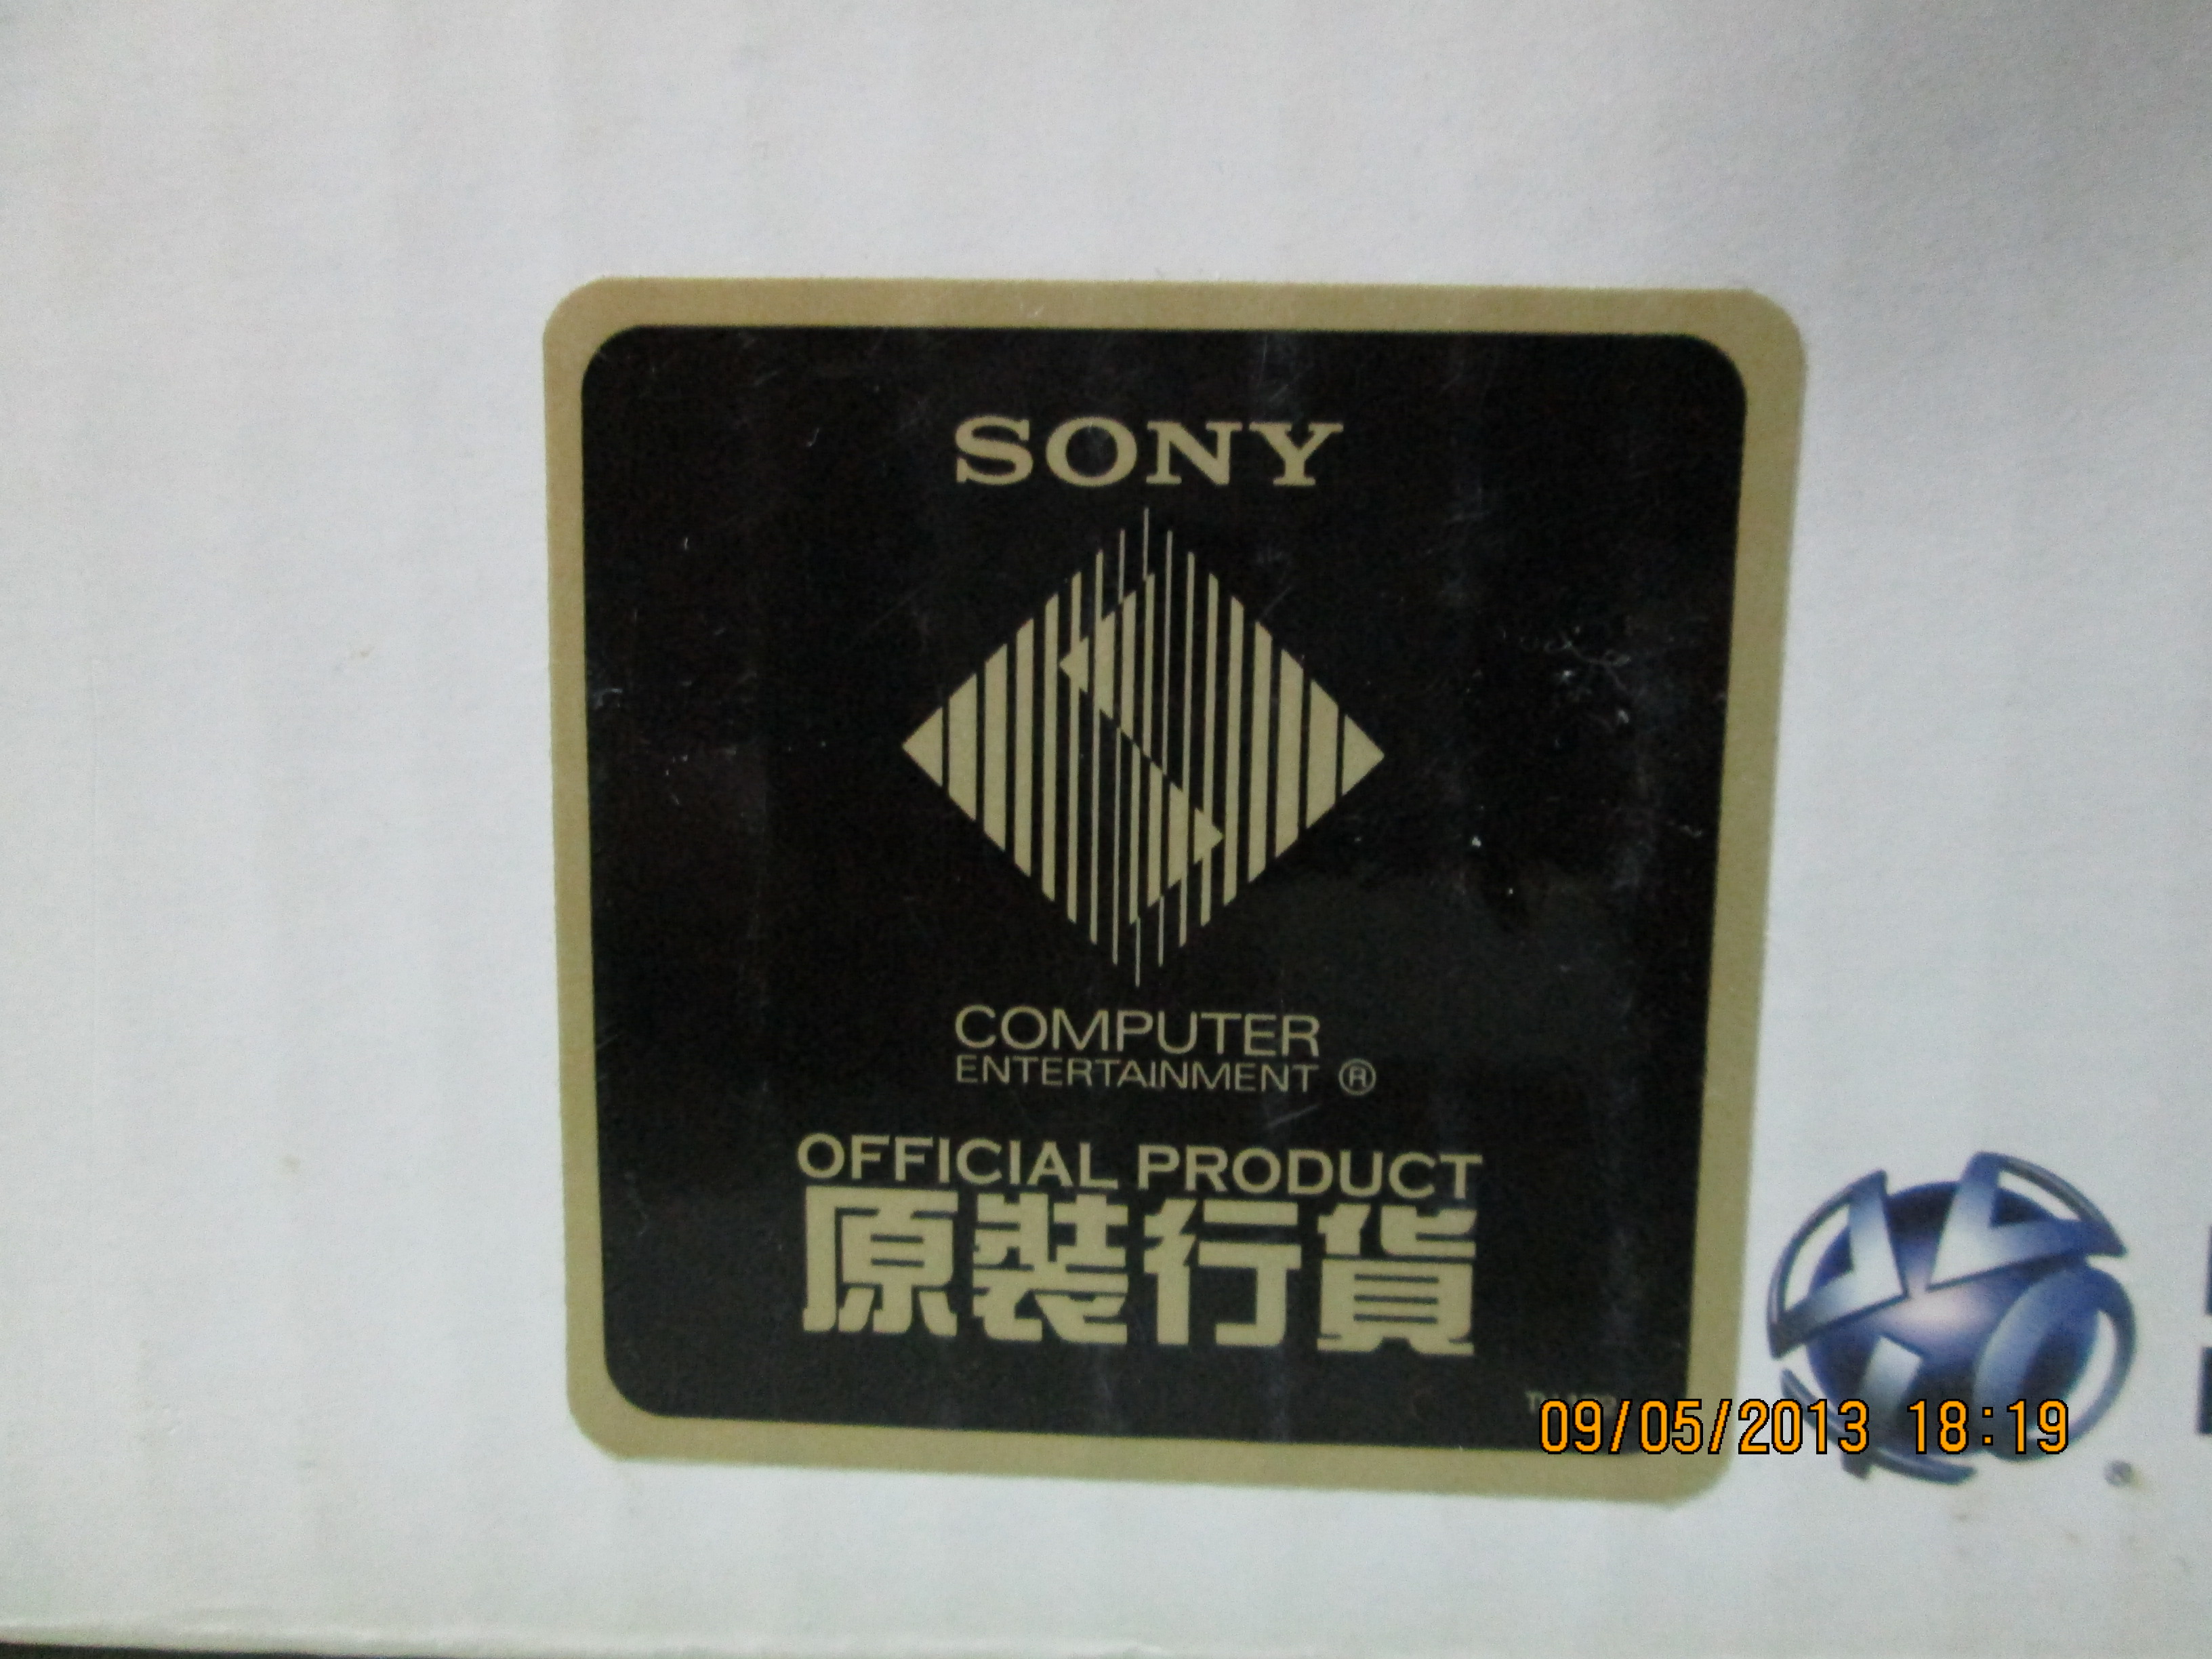 SONY
COMPUTER
ENTERTAINMENT ®
OFFICIAL PRODUCT
原裝行貨
09/05/2013 18:19